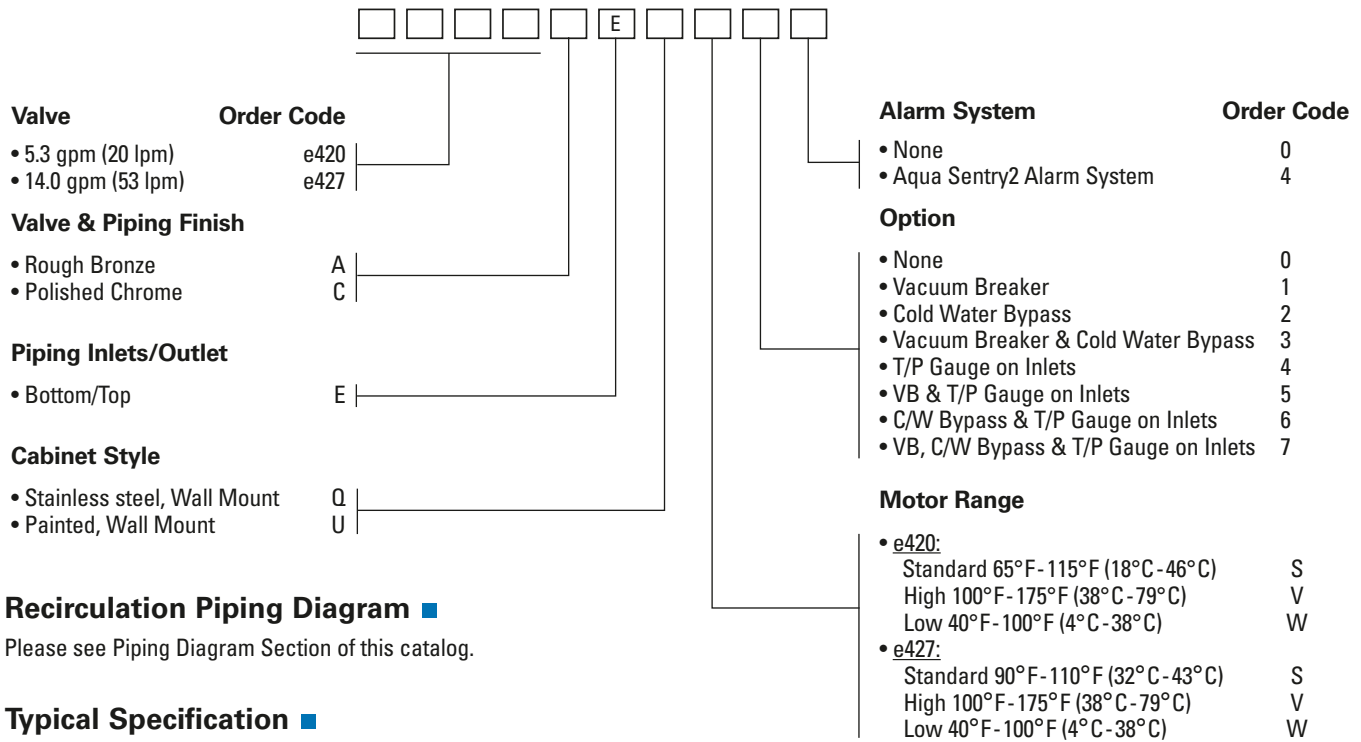 E
Valve Order Code
• 5.3 gpm (20 lpm) e420
• 14.0 gpm (53 lpm) e427
Valve & Piping Finish
• Rough Bronze A
• Polished Chrome C
Piping Inlets/Outlet
• Bottom/Top E
Cabinet Style
• Stainless steel, Wall Mount Q
• Painted, Wall Mount U
Recirculation Piping Diagram
Please see Piping Diagram Section of this catalog.
Typical Specification
Alarm System Order Code
• None 0
• Aqua Sentry2 Alarm System 4
Option
• None 0
• Vacuum Breaker 1
• Cold Water Bypass 2
• Vacuum Breaker & Cold Water Bypass 3
• T/P Gauge on Inlets 4
• VB & T/P Gauge on Inlets 5
• C/W Bypass & T/P Gauge on Inlets 6
• VB, C/W Bypass & T/P Gauge on Inlets 7
Motor Range
• e420:
Standard 65°F-115°F (18°C-46°C) S
High 100°F-175°F (38°C-79°C) V
Low 40°F-100°F (4°C-38°C) W
• e427:
Standard 90°F-110°F (32°C-43°C) S
High 100°F-175°F (38°C-79°C) V
Low 40°F-100°F (4°C-38°C) W